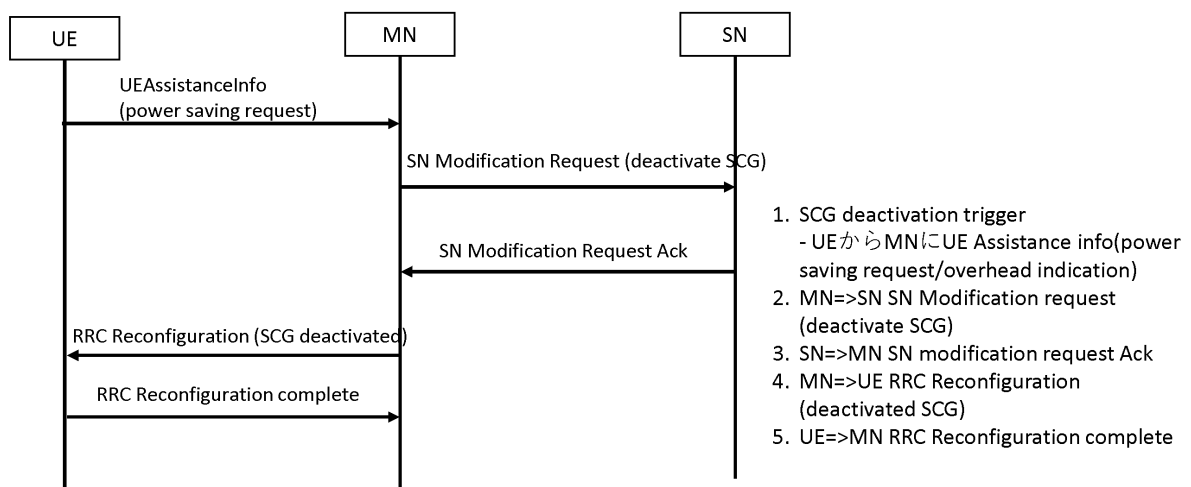 UE
MN
SN
UEAssistanceInfo
(power saving request)
SN Modification Request (deactivate SCG)
SN Modification Request Ack
RRC Reconfiguration (SCG deactivated)
RRC Reconfiguration complete
1. SCG deactivation trigger
- UEからMNにUE Assistance info(power
saving request/overhead indication)
2. MN=>SN SN Modification request
(deactivate SCG)
3. SN=>MN SN modification request Ack
4. MN=>UE RRC Reconfiguration
(deactivated SCG)
5. UE=>MN RRC Reconfiguration complete